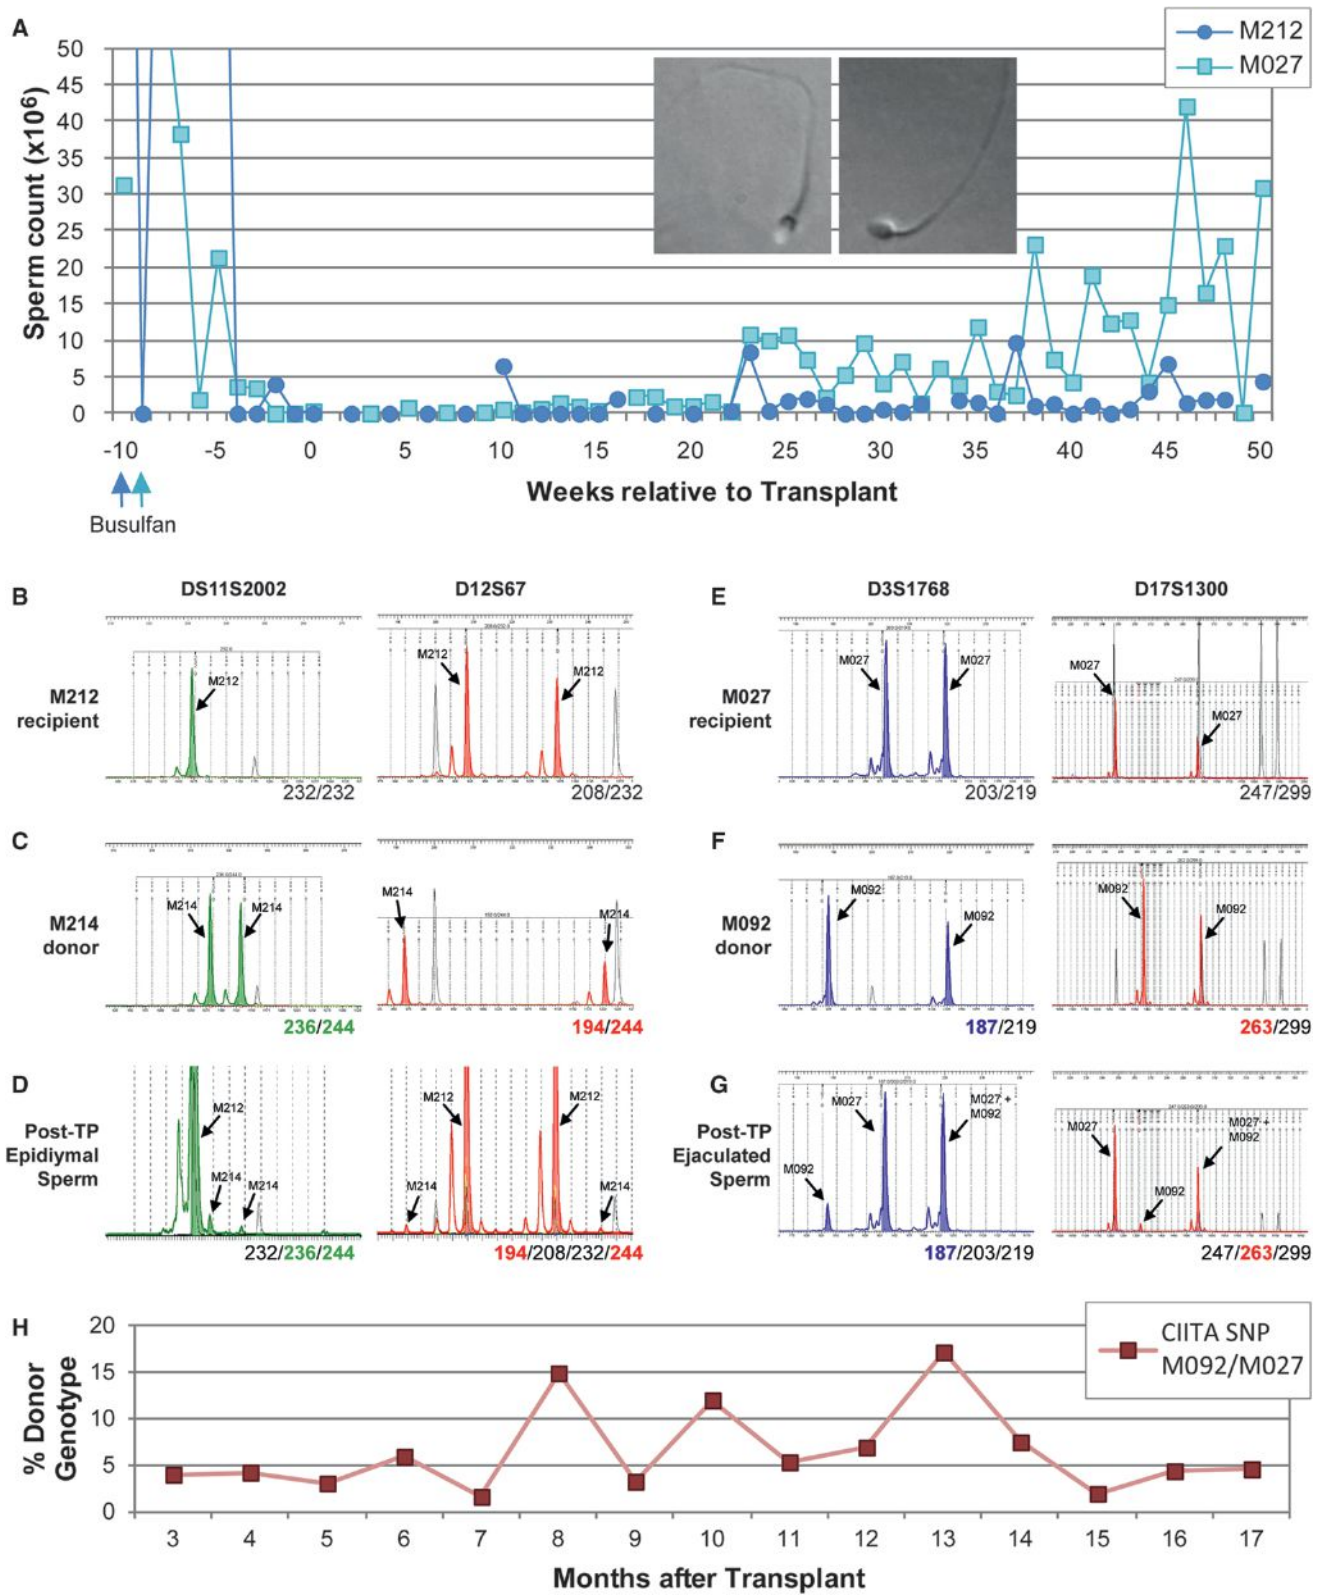 A
M212
M027
Sperm count (x10⁶)
50
45
40
35
30
25
20
15
10
5
0
-10 -5 0 5 10 15 20 25 30 35 40 45 50
Weeks relative to Transplant
Busulfan
B
DS11S2002
D12S67
M212
recipient
M212
M212
M212
232/232
208/232
E
D3S1768
D17S1300
M027
recipient
M027
M027
M027
M027
203/219
247/299
C
M214
donor
M214
M214
M214
M214
236/244
194/244
F
M092
donor
M092
M092
M092
M092
187/219
263/299
D
Post-TP
Epidiymal
Sperm
M212
M214
M214
M212
M212
M214
M214
232/236/244
194/208/232/244
G
Post-TP
Ejaculated
Sperm
M092
M027
M027 +
M092
M027
M092
M027 +
M092
187/203/219
247/263/299
H
CIITA SNP
M092/M027
% Donor
Genotype
20
15
10
5
0
3 4 5 6 7 8 9 10 11 12 13 14 15 16 17
Months after Transplant